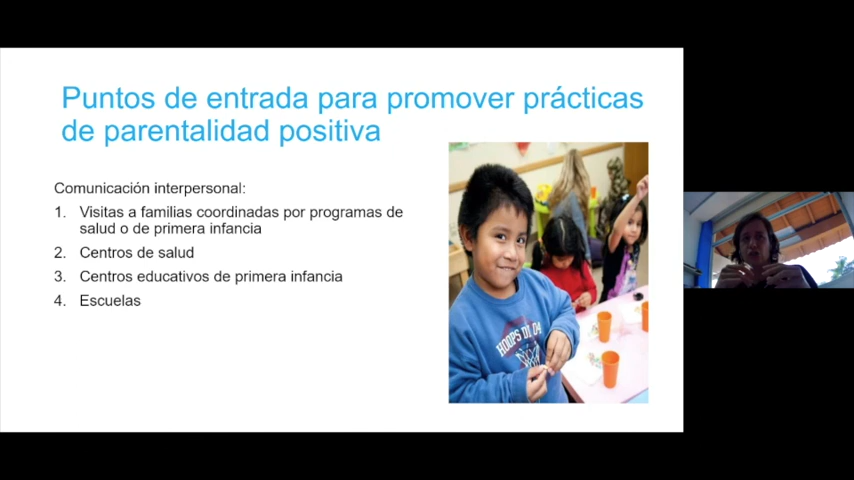 Puntos de entrada para promover prácticas
de parentalidad positiva
Comunicación interpersonal:
1. Visitas a familias coordinadas por programas de
salud o de primera infancia
2. Centros de salud
3. Centros educativos de primera infancia
4. Escuelas
HOOPS